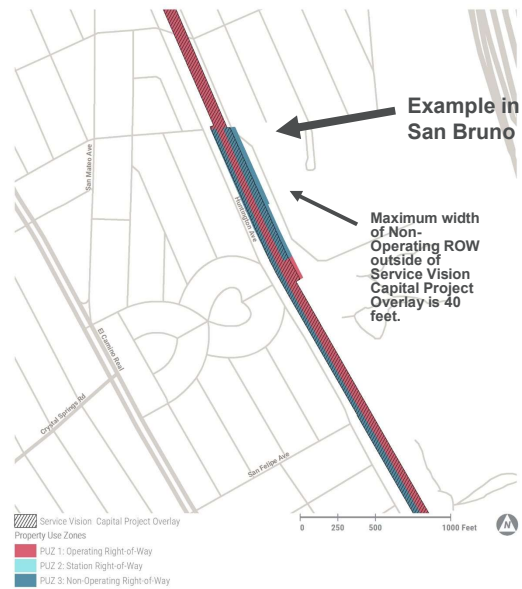 Example in
San Bruno
San Mateo Ave
Huntington Ave
Maximum width
of Non-
Operating ROW
outside of
Service Vision
Capital Project
Overlay is 40
feet.
El Camino Real
Crystal Springs Rd
San Felipe Ave
Service Vision Capital Project Overlay
Property Use Zones
PUZ 1: Operating Right-of-Way
PUZ 2: Station Right-of-Way
PUZ 3: Non-Operating Right-of-Way
0 250 500 1000 Feet
N